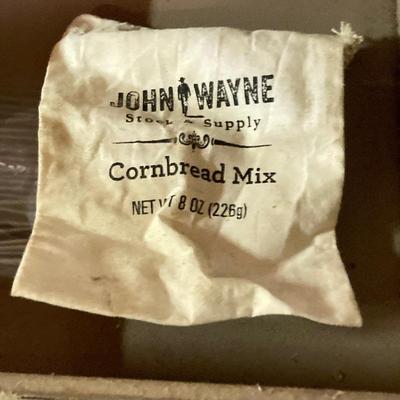 JOHN WAYNE
Stock & Supply
Cornbread Mix
NET WT 8 OZ (226g)